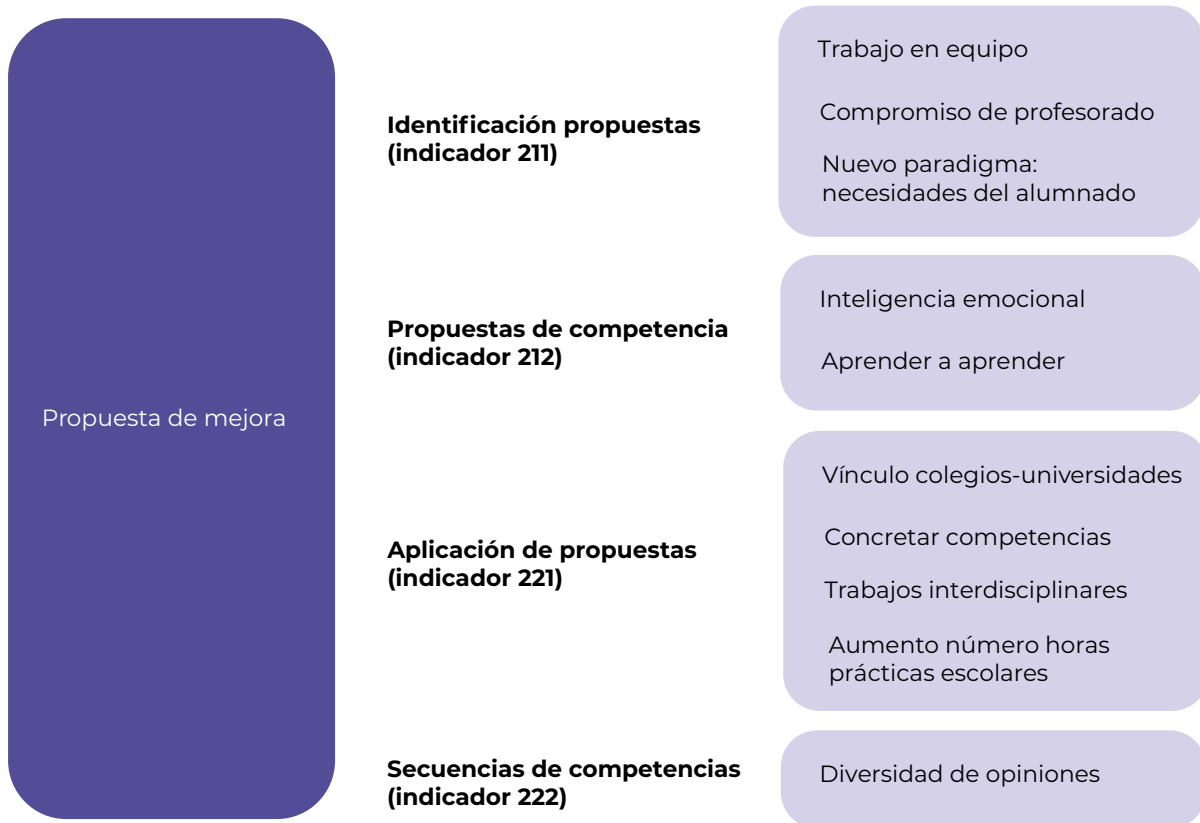 Propuesta de mejora
Identificación propuestas
(indicador 211)
Trabajo en equipo
Compromiso de profesorado
Nuevo paradigma:
necesidades del alumnado
Propuestas de competencia
(indicador 212)
Inteligencia emocional
Aprender a aprender
Aplicación de propuestas
(indicador 221)
Vínculo colegios-universidades
Concretar competencias
Trabajos interdisciplinares
Aumento número horas
prácticas escolares
Secuencias de competencias
(indicador 222)
Diversidad de opiniones